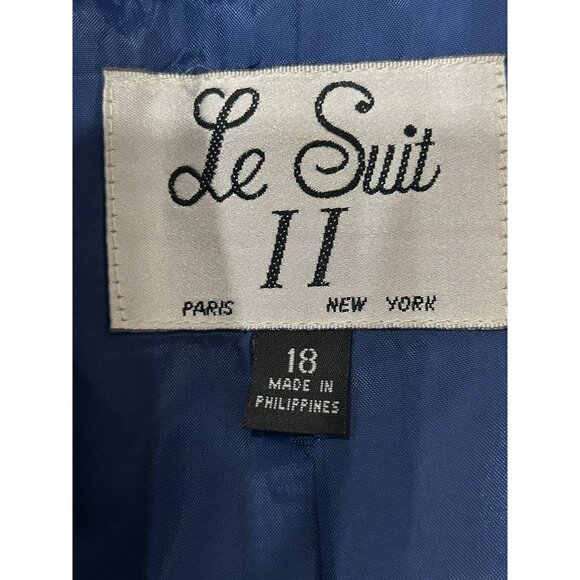 Le Suit
II
PARIS NEW YORK
18
MADE IN
PHILIPPINES